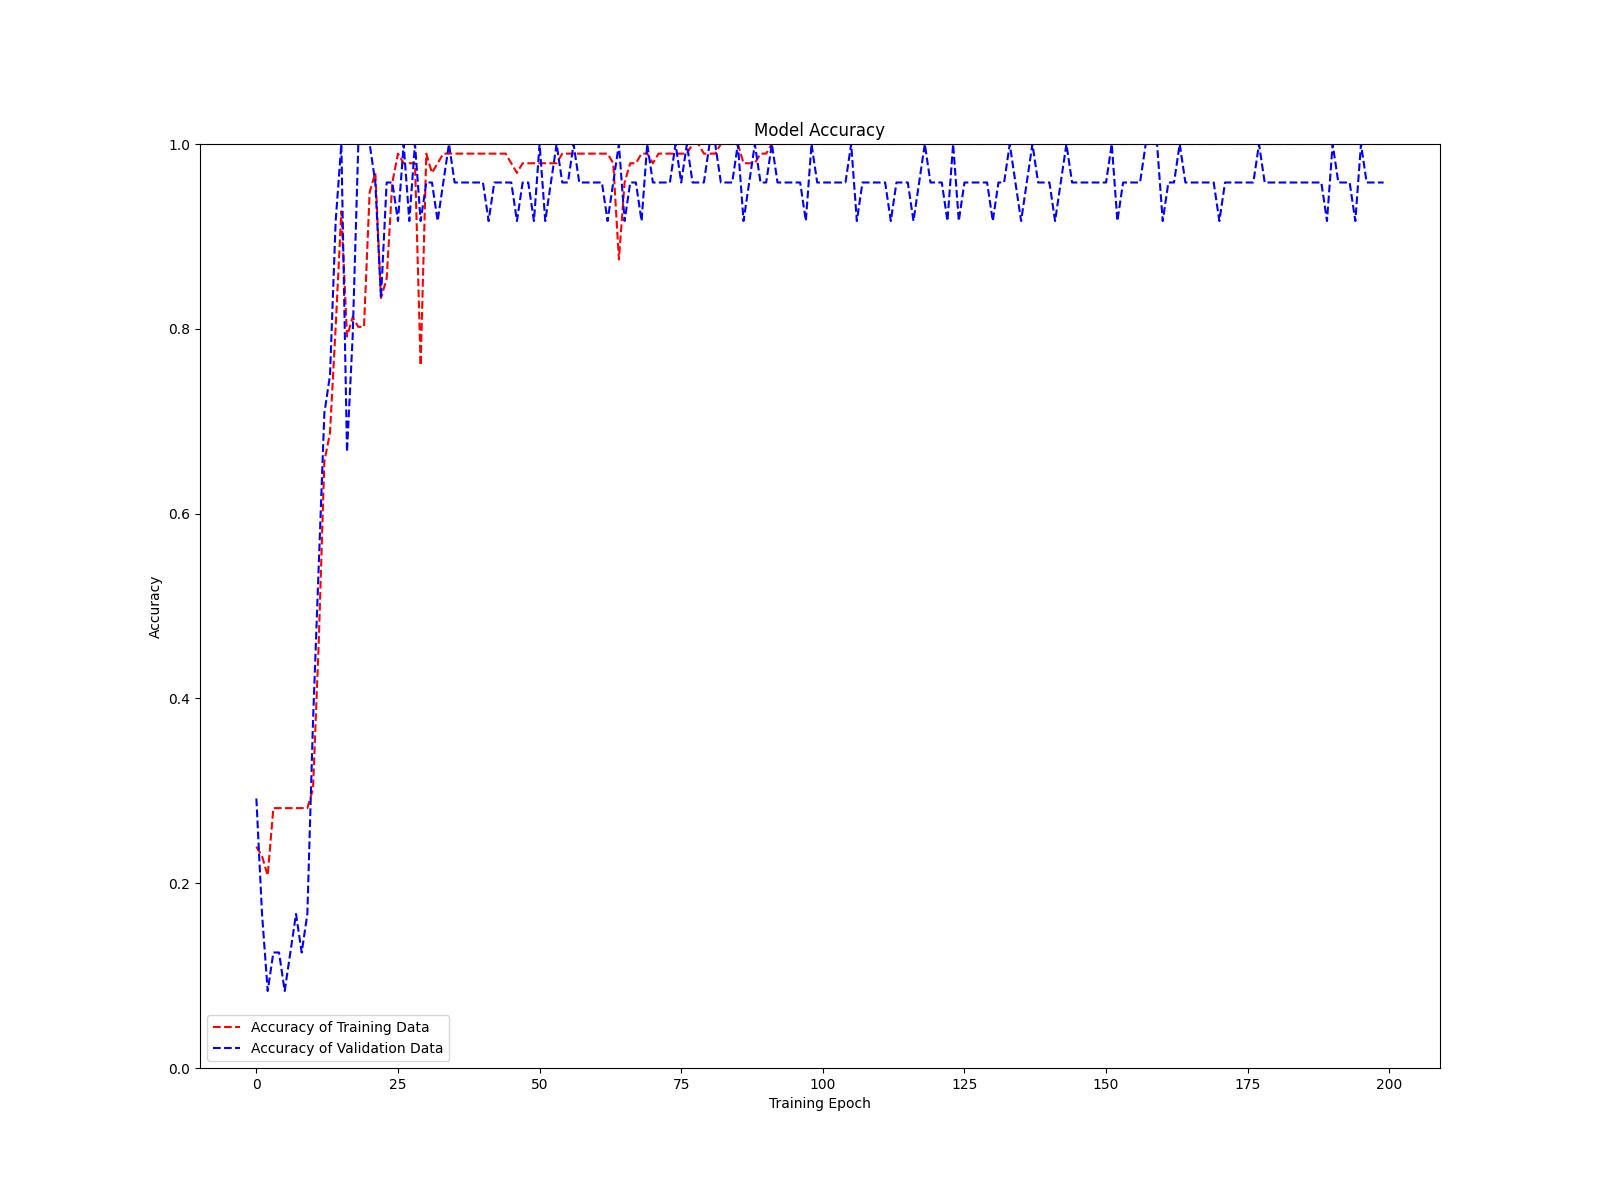 Model Accuracy
1.0
0.8
0.6
0.4
0.2
0.0
Accuracy
Accuracy of Training Data
Accuracy of Validation Data
0 25 50 75 100 125 150 175 200
Training Epoch